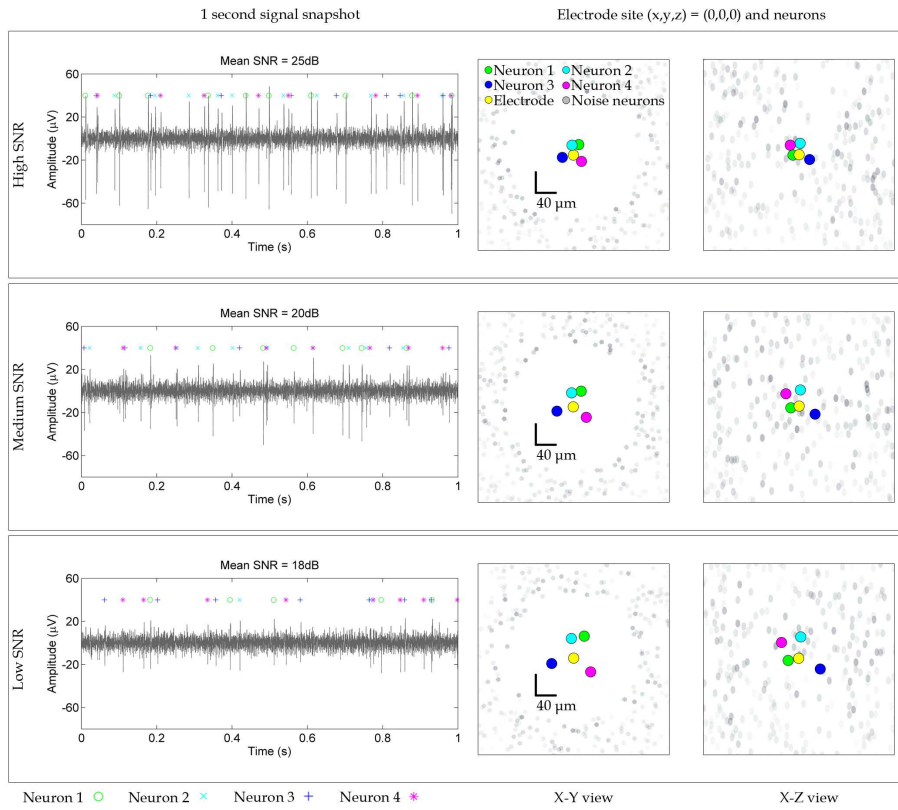 1 second signal snapshot
Electrode site (x,y,z) = (0,0,0) and neurons
High SNR
Mean SNR = 25dB
Amplitude (µV)
60
20
-20
-60
0 0.2 0.4 0.6 0.8 1
Time (s)
Neuron 1 Neuron 2
Neuron 3 Neuron 4
Electrode Noise neurons
40 µm
Medium SNR
Mean SNR = 20dB
Amplitude (µV)
60
20
-20
-60
0 0.2 0.4 0.6 0.8 1
Time (s)
40 µm
Low SNR
Mean SNR = 18dB
Amplitude (µV)
60
20
-20
-60
0 0.2 0.4 0.6 0.8 1
Time (s)
40 µm
Neuron 1 Neuron 2 Neuron 3 Neuron 4
X-Y view
X-Z view